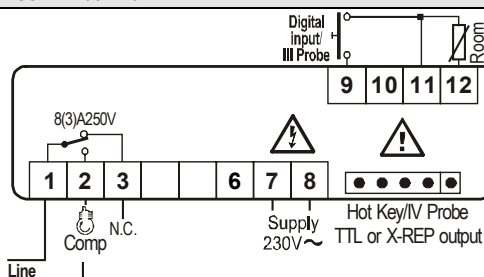 Digital
input/
III Probe
Room
9 10 11 12
8(3)A250V
1 2 3 6 7 8
Comp
N.C.
Supply
230V~
Hot Key/IV Probe
TTL or X-REP output
Line